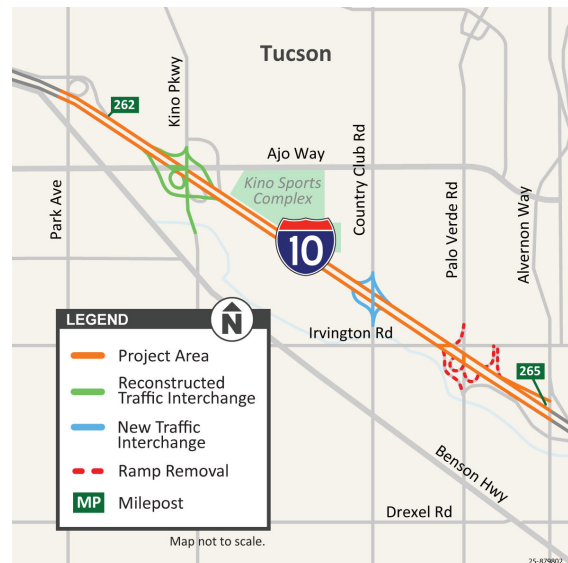 Tucson
262
Kino Pkwy
Ajo Way
Kino Sports
Complex
Country Club Rd
Park Ave
Palo Verde Rd
Alvernon Way
10
Irvington Rd
LEGEND
N
Project Area
Reconstructed
Traffic Interchange
New Traffic
Interchange
Ramp Removal
MP Milepost
265
Benson Hwy
Drexel Rd
Map not to scale.
25-879802